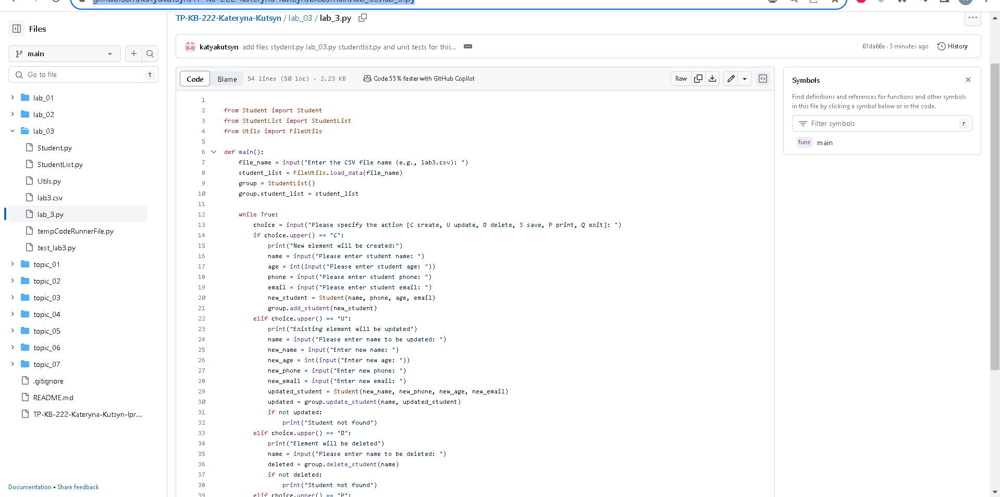 github.com/katyakutsyn/TP-KB-222-Kateryna-Kutsyn/blob/main/lab_03/lab_3.py
Files
main
Go to file
t
lab_01
lab_02
lab_03
Student.py
StudentList.py
Utils.py
lab3.csv
lab_3.py
tempCodeRunnerFile.py
test_lab3.py
topic_01
topic_02
topic_03
topic_04
topic_05
topic_06
topic_07
.gitignore
README.md
TP-KB-222-Kateryna-Kutsyn-lpr....
Documentation • Share feedback
TP-KB-222-Kateryna-Kutsyn / lab_03 / lab_3.py
katyakutsyn add files stydent.py lab_03.py studentlist.py and unit tests for this...
61da66a · 3 minutes ago
History
Code
Blame
54 lines (50 loc) · 2.23 KB
Code 55% faster with GitHub Copilot
Raw
1
2 from Student import Student
3 from StudentList import StudentList
4 from Utils import FileUtils
5
6 def main():
7 file_name = input("Enter the CSV file name (e.g., lab3.csv): ")
8 student_list = FileUtils.load_data(file_name)
9 group = StudentList()
10 group.student_list = student_list
11
12 while True:
13 choice = input("Please specify the action [C create, U update, D delete, S save, P print, Q exit]: ")
14 if choice.upper() == "C":
15 print("New element will be created:")
16 name = input("Please enter student name: ")
17 age = int(input("Please enter student age: "))
18 phone = input("Please enter student phone: ")
19 email = input("Please enter student email: ")
20 new_student = Student(name, phone, age, email)
21 group.add_student(new_student)
22 elif choice.upper() == "U":
23 print("Existing element will be updated")
24 name = input("Please enter name to be updated: ")
25 new_name = input("Enter new name: ")
26 new_age = int(input("Enter new age: "))
27 new_phone = input("Enter new phone: ")
28 new_email = input("Enter new email: ")
29 updated_student = Student(new_name, new_phone, new_age, new_email)
30 updated = group.update_student(name, updated_student)
31 if not updated:
32 print("Student not found")
33 elif choice.upper() == "D":
34 print("Element will be deleted")
35 name = input("Please enter name to be deleted: ")
36 deleted = group.delete_student(name)
37 if not deleted:
38 print("Student not found")
39 elif choice.upper() == "P":
Symbols
Find definitions and references for functions and other symbols
in this file by clicking a symbol below or in the code.
Filter symbols
r
func main